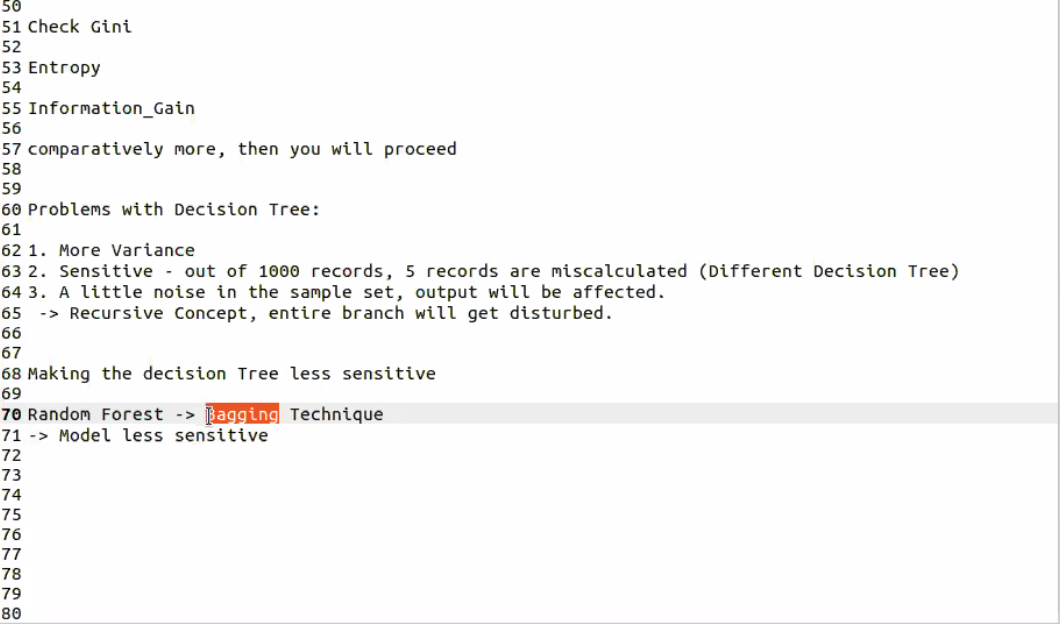 50
51 Check Gini
52
53 Entropy
54
55 Information_Gain
56
57 comparatively more, then you will proceed
58
59
60 Problems with Decision Tree:
61
62 1. More Variance
63 2. Sensitive - out of 1000 records, 5 records are miscalculated (Different Decision Tree)
64 3. A little noise in the sample set, output will be affected.
65  -> Recursive Concept, entire branch will get disturbed.
66
67
68 Making the decision Tree less sensitive
69
70 Random Forest -> Bagging Technique
71 -> Model less sensitive
72
73
74
75
76
77
78
79
80